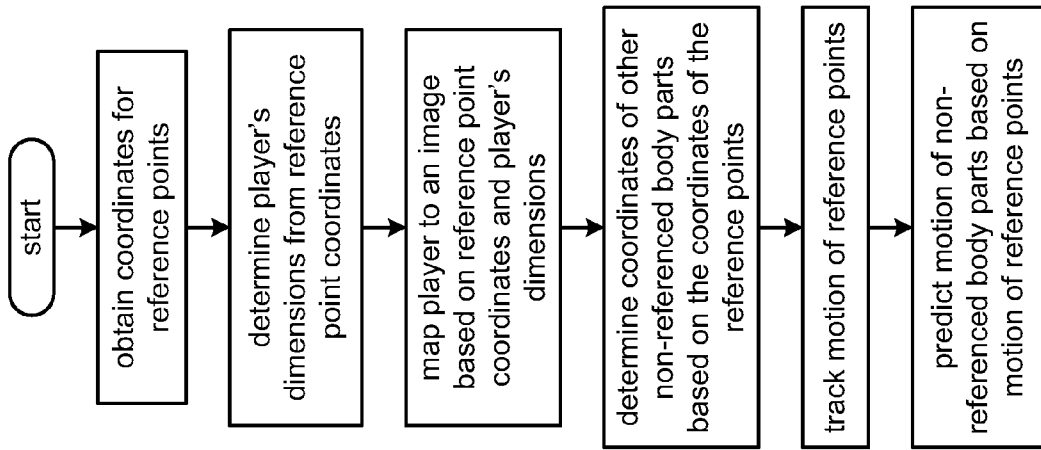 start
obtain coordinates for
reference points
determine player's
dimensions from reference
point coordinates
map player to an image
based on reference point
coordinates and player's
dimensions
determine coordinates of other
non-referenced body parts
based on the coordinates of the
reference points
track motion of reference points
predict motion of non-
referenced body parts based on
motion of reference points